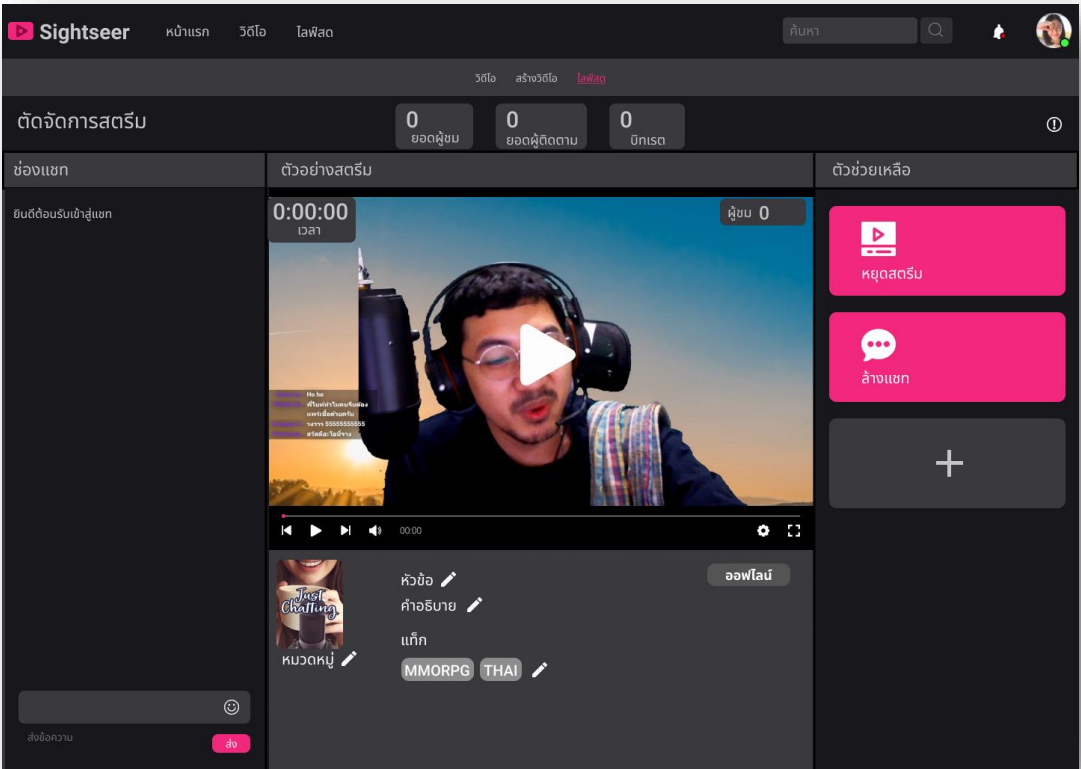 Sightseer
หน้าแรก
วิดีโอ
ไลฟ์สด
ค้นหา
วิดีโอ
สร้างวิดีโอ
ไลฟ์สด
ตัดจัดการสตรีม
0
ยอดผู้ชม
0
ยอดผู้ติดตาม
0
บิทเรต
ช่องแชท
ตัวอย่างสตรีม
ตัวช่วยเหลือ
ยินดีต้อนรับเข้าสู่แชท
0:00:00
เวลา
ผู้ชม 0
Ho ho
00:00
หยุดสตรีม
ล้างแชท
Just
Chatting
หมวดหมู่
หัวข้อ
คำอธิบาย
แท็ก
MMORPG
THAI
ออฟไลน์
ส่งข้อความ
ส่ง